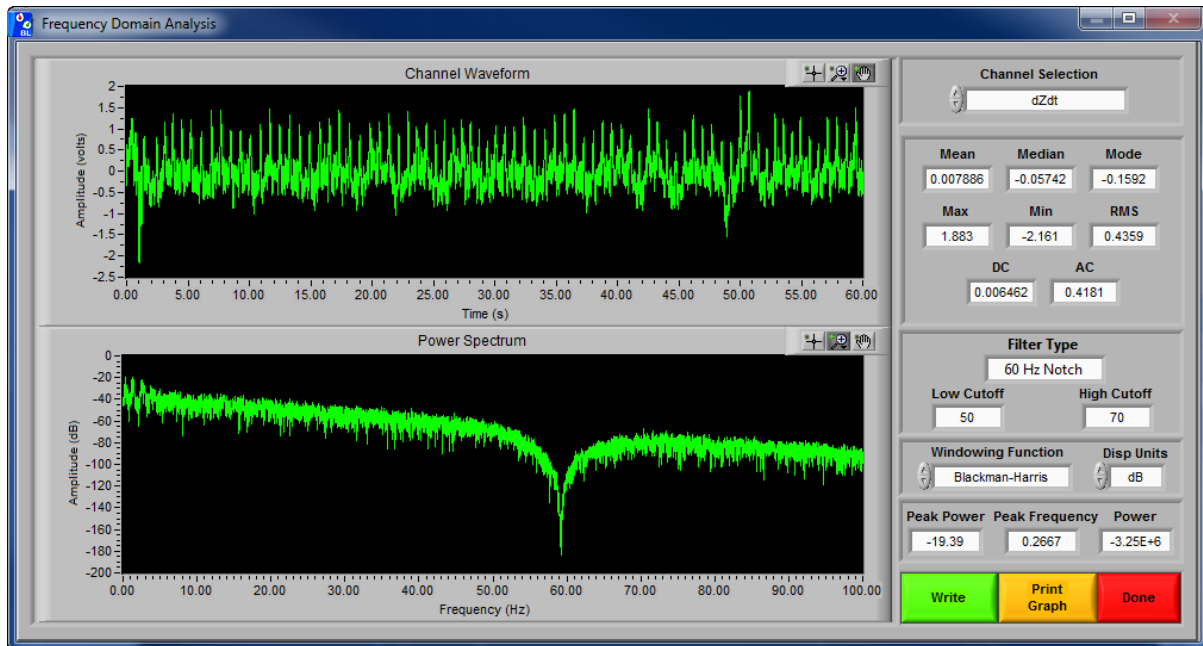 Frequency Domain Analysis
BL
Channel Waveform
Amplitude (volts)
2
1.5
1
0.5
0
-0.5
-1
-1.5
-2
-2.5
0.00 5.00 10.00 15.00 20.00 25.00 30.00 35.00 40.00 45.00 50.00 55.00 60.00
Time (s)
Power Spectrum
Amplitude (dB)
0
-20
-40
-60
-80
-100
-120
-140
-160
-180
-200
0.00 10.00 20.00 30.00 40.00 50.00 60.00 70.00 80.00 90.00 100.00
Frequency (Hz)
Channel Selection
dZdt
Mean Median Mode
0.007886 -0.05742 -0.1592
Max Min RMS
1.883 -2.161 0.4359
DC AC
0.006462 0.4181
Filter Type
60 Hz Notch
Low Cutoff High Cutoff
50 70
Windowing Function Disp Units
Blackman-Harris dB
Peak Power Peak Frequency Power
-19.39 0.2667 -3.25E+6
Write Print Graph Done